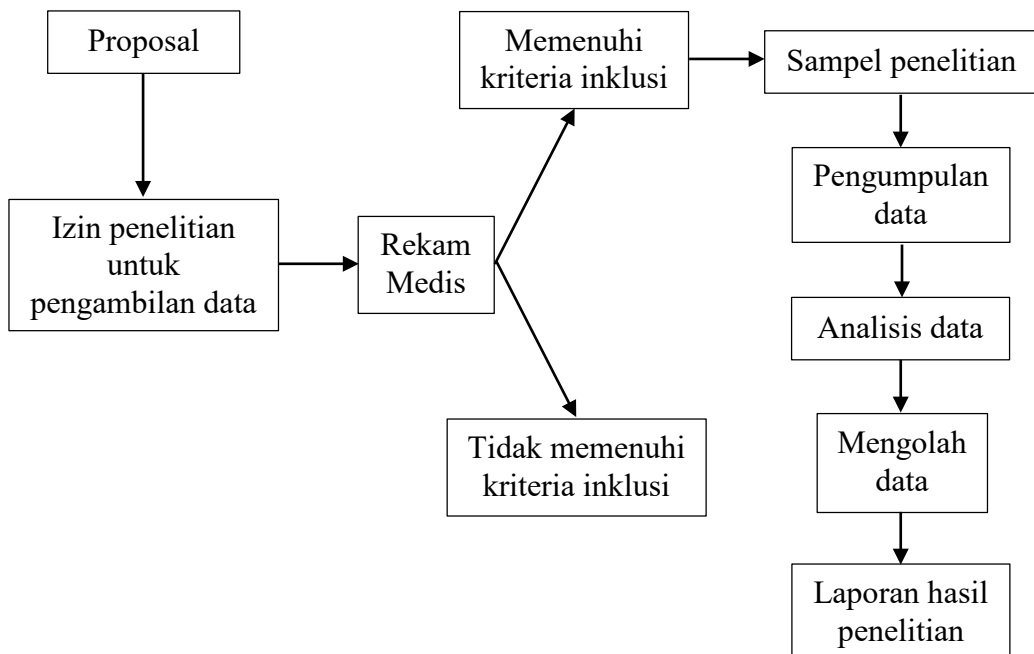 Proposal
Izin penelitian
untuk
pengambilan data
Rekam
Medis
Memenuhi
kriteria inklusi
Tidak memenuhi
kriteria inklusi
Sampel penelitian
Pengumpulan
data
Analisis data
Mengolah
data
Laporan hasil
penelitian